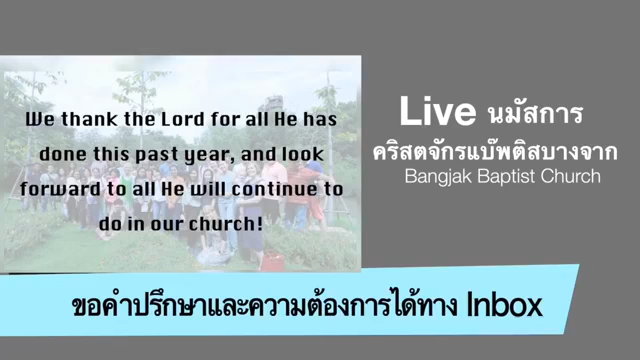 We thank the Lord for all He has
done this past year, and look
forward to all He will continue to
do in our church!
Live นมัสการ
คริสตจักรแบ๊พติสบางจาก
Bangjak Baptist Church
ขอคำปรึกษาและความต้องการได้ทาง Inbox